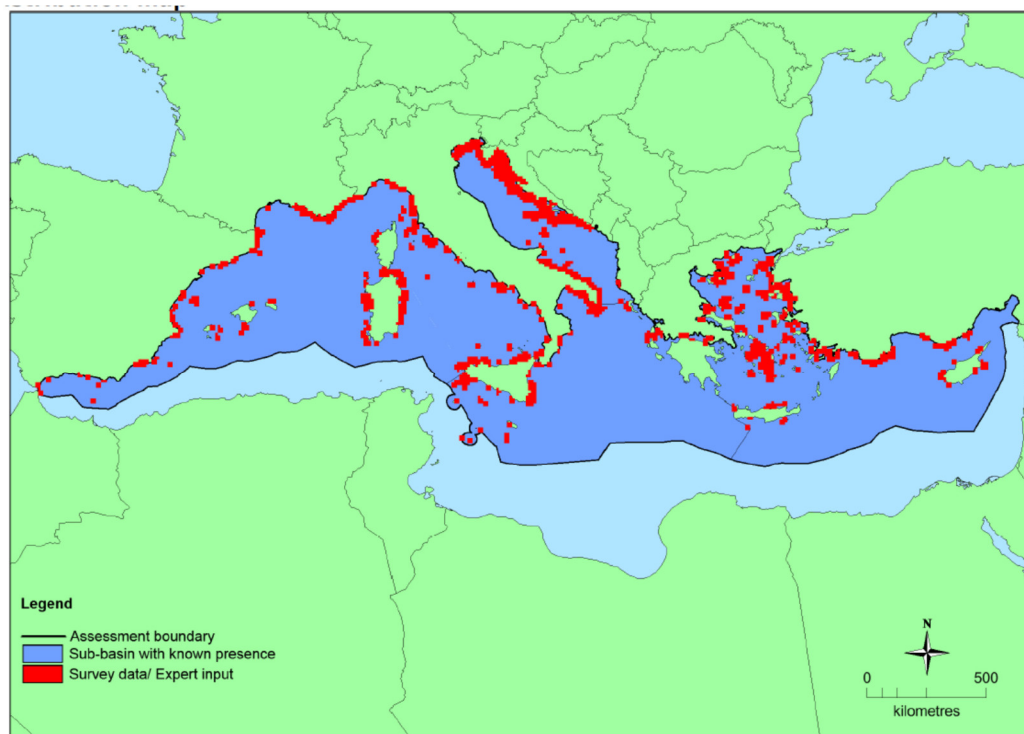 Legend
Assessment boundary
Sub-basin with known presence
Survey data/ Expert input
N
0 500
kilometres